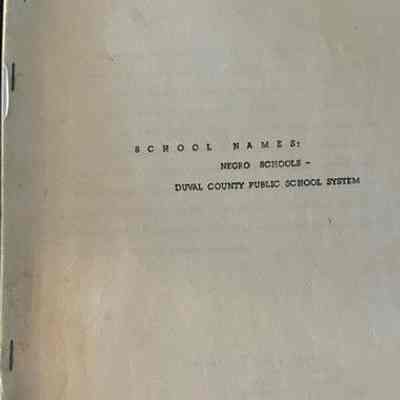 S C H O O L   N A M E S:
NEGRO SCHOOLS -
DUVAL COUNTY PUBLIC SCHOOL SYSTEM